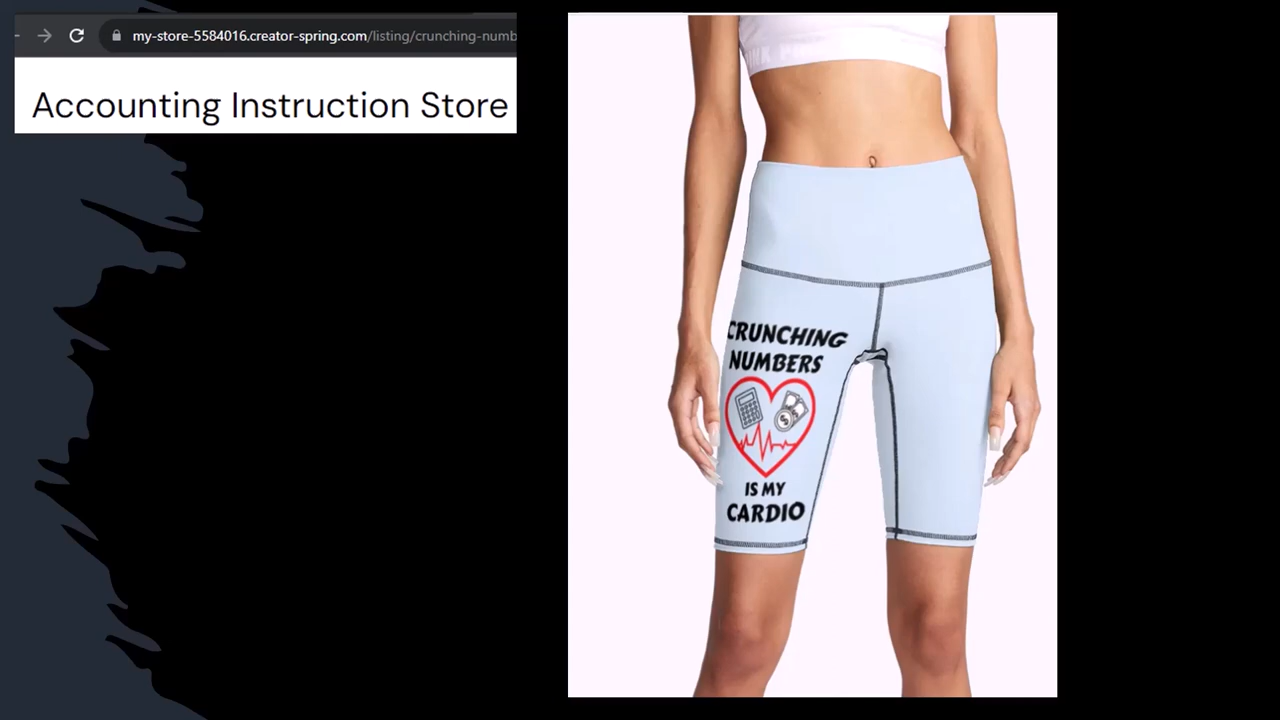 my-store-5584016.creator-spring.com/listing/crunching-numb
Accounting Instruction Store
CRUNCHING
NUMBERS
IS MY
CARDIO